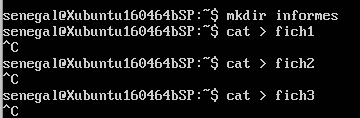 senegal@Xubuntu160464bSP:~$ mkdir informes
senegal@Xubuntu160464bSP:~$ cat > fich1
^C
senegal@Xubuntu160464bSP:~$ cat > fich2
^C
senegal@Xubuntu160464bSP:~$ cat > fich3
^C